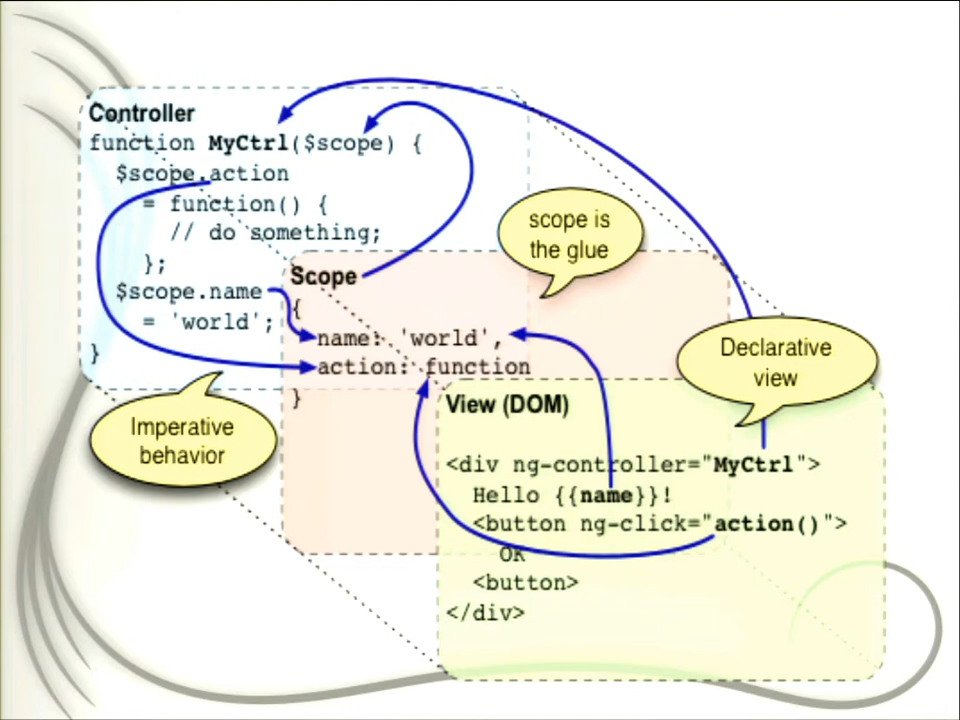 Controller
function MyCtrl($scope) {
$scope.action
= function() {
// do something;
};
$scope.name
= 'world';
}
Imperative
behavior
scope is
the glue
Scope
{
name: 'world',
action: function
}
Declarative
view
View (DOM)
<div ng-controller="MyCtrl">
Hello {{name}}!
<button ng-click="action()">
OK
<button>
</div>